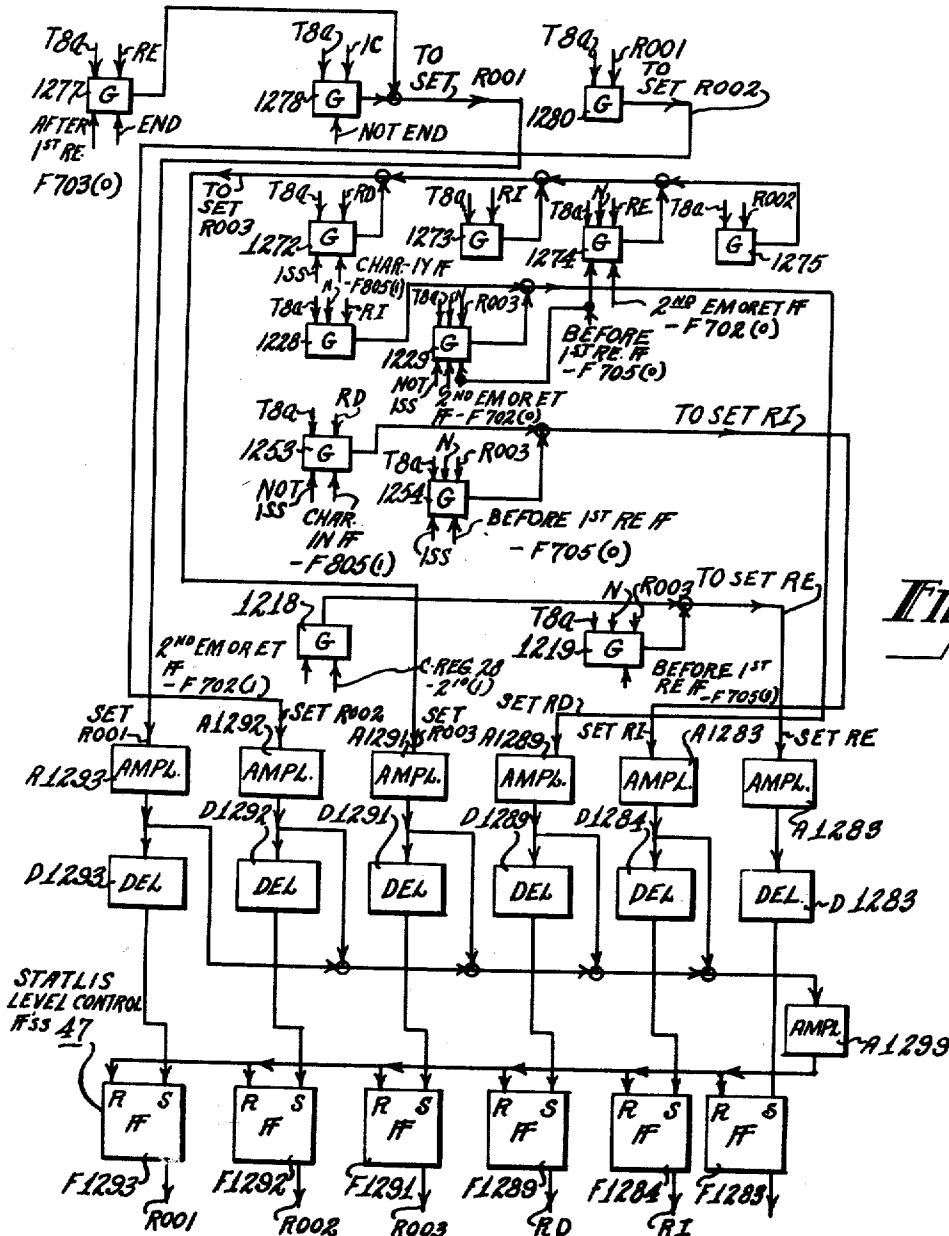 T8a RE
1277 G
AFTER
1ST RE
END
F703(0)
T8a IC
1278 G
NOT END
TO
SET R001
T8a R001
1280 G
TO
SET R002
TO
SET
R003
T8a RD
1272 G
ISS
CHAR-IN FF
-F805(1)
T8a RI
1273 G
T8a N RE
1274 G
T8a R002
G
1275
2ND EM OR ET FF
-F702(0)
BEFORE
1ST RE FF
-F705(0)
T8a N RI
1228 G
T8a N R003
1229 G
NOT
ISS
2ND EM OR ET
FF-F702(0)
T8a RD
1253 G
NOT
ISS
CHAR.
IN FF
-F805(1)
T8a N R003
1254 G
ISS
BEFORE 1ST RE FF
-F705(0)
TO SET RI
1218
G
2ND EM OR ET
FF
-F702(1)
C-REG. 28
-2¹⁰(1)
T8a N R003
1219 G
BEFORE 1ST
RE FF
-F705(1)
TO SET RE
SET
R001
A1293
AMPL.
SET R002
A1292
AMPL.
SET
R003
A1291
AMPL.
SET RD
A1289
AMPL.
SET RI
A1283
AMPL.
SET RE
AMPL.
A1283
D1293 DEL
D1292 DEL
D1291 DEL
D1289 DEL
D1284 DEL
DEL. D1283
STATLIS
LEVEL CONTROL
FF'SS 47
AMPL
A1299
R S R S R S R S R S R S
FF FF FF FF FF FF
F1293 F1292 F1291 F1289 F1284 F1283
R001 R002 R003 RD RI